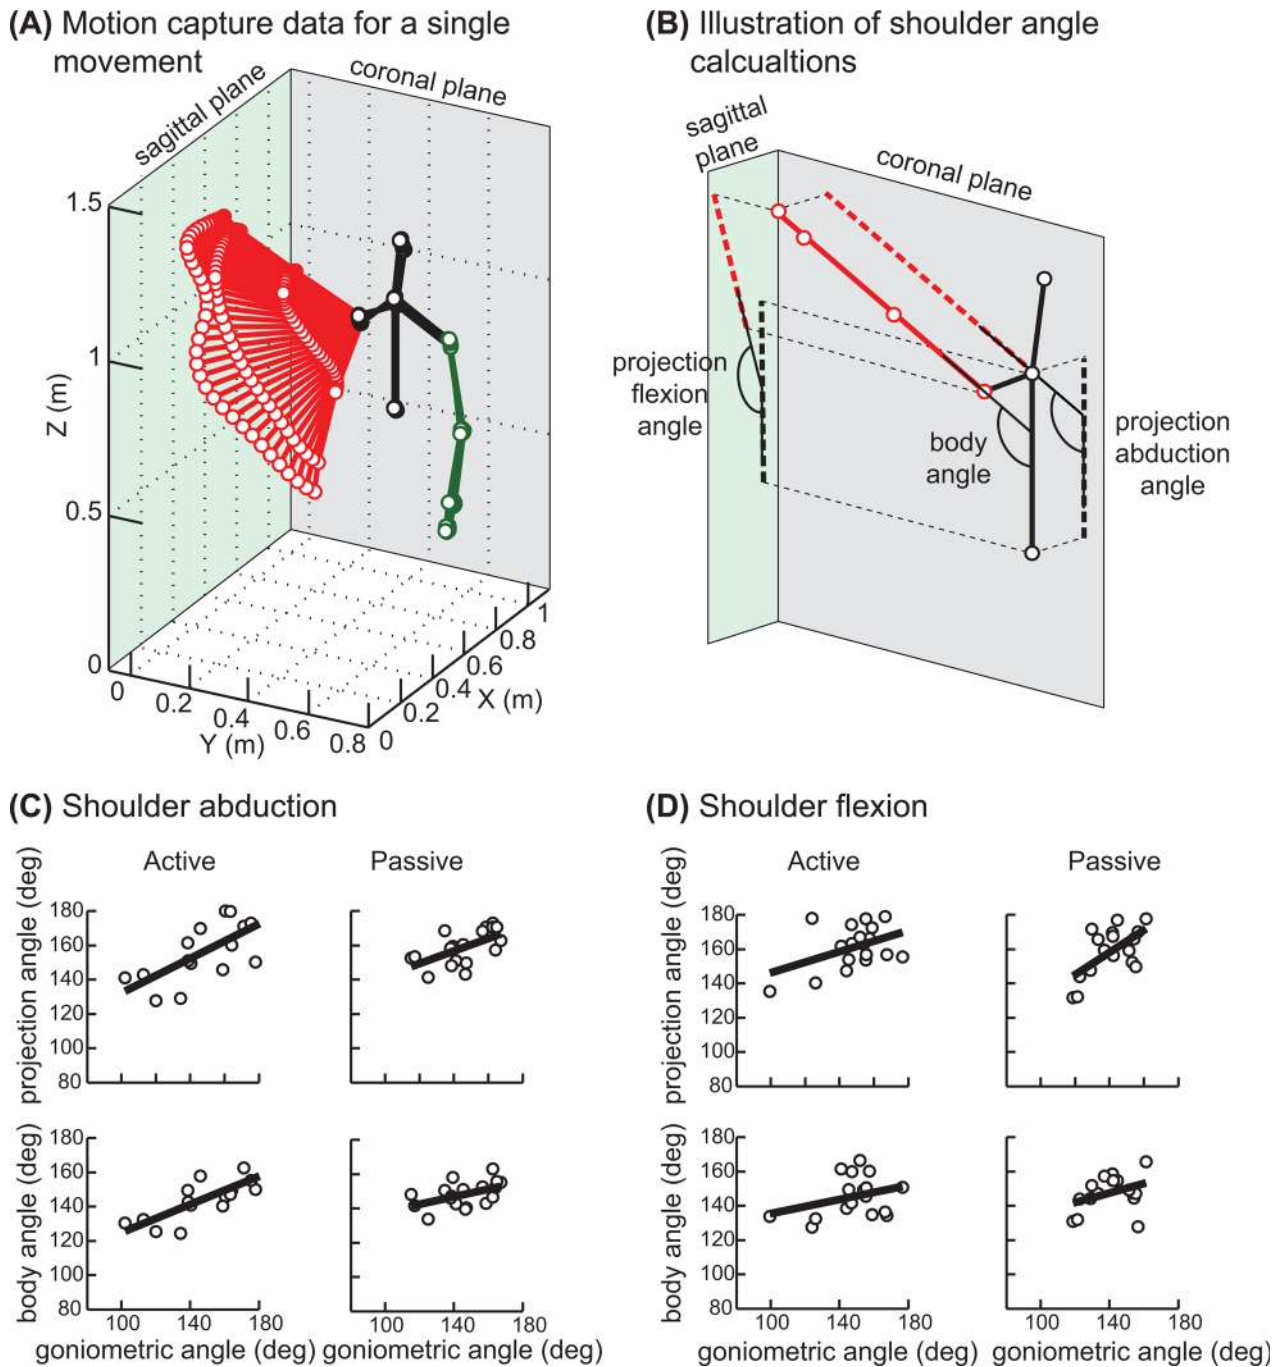 (A) Motion capture data for a single
movement
sagittal plane
coronal plane
1.5
1
0.5
0
Z (m)
0
0.2
0.4
0.6
0.8
Y (m)
0
0.2
0.4
0.6
0.8
1
X (m)
(B) Illustration of shoulder angle
calcualtions
sagittal
plane
coronal plane
projection
flexion
angle
body
angle
projection
abduction
angle
(C) Shoulder abduction
Active
Passive
projection angle (deg)
180
160
140
120
100
80
body angle (deg)
180
160
140
120
100
80
100
140
180
100
140
180
goniometric angle (deg)
goniometric angle (deg)
(D) Shoulder flexion
Active
Passive
projection angle (deg)
180
160
140
120
100
80
body angle (deg)
180
160
140
120
100
80
100
140
180
100
140
180
goniometric angle (deg)
goniometric angle (deg)